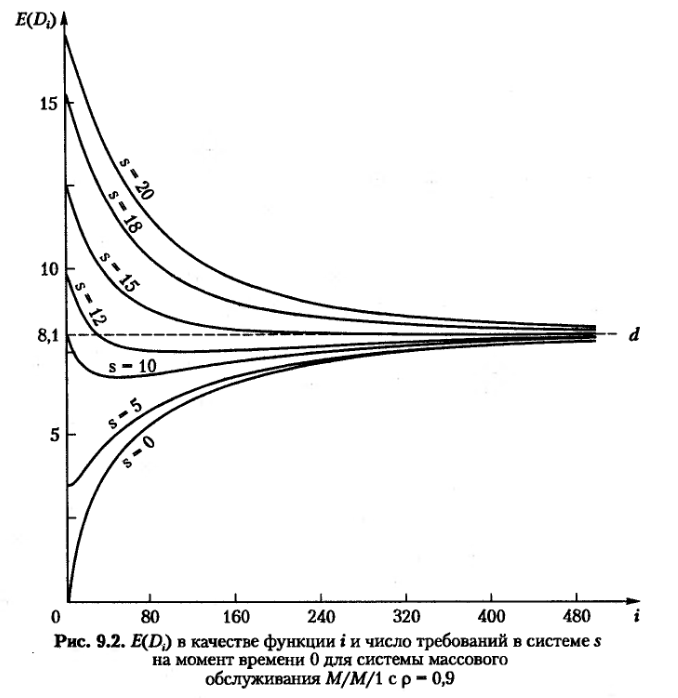 E(Dᵢ)
15
s = 20
s = 18
10
s = 15
s = 12
8,1
d
s = 10
5
s = 5
s = 0
0 80 160 240 320 400 480 i
Рис. 9.2. E(Dᵢ) в качестве функции i и число требований в системе s
на момент времени 0 для системы массового
обслуживания M/M/1 с ρ = 0,9